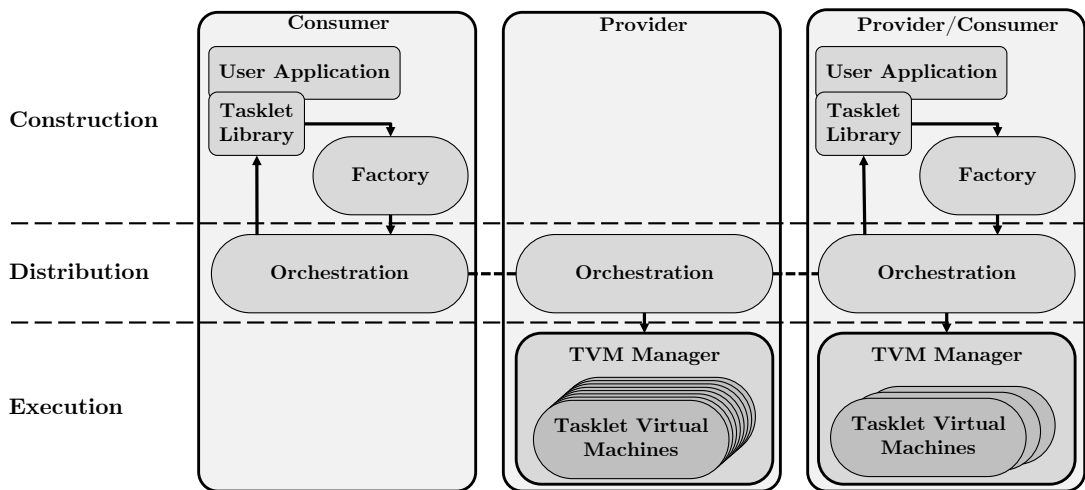 Consumer
Provider
Provider/Consumer
User Application
User Application
Construction
Tasklet
Library
Tasklet
Library
Factory
Factory
Distribution
Orchestration
Orchestration
Orchestration
TVM Manager
TVM Manager
Execution
Tasklet Virtual
Machines
Tasklet Virtual
Machines